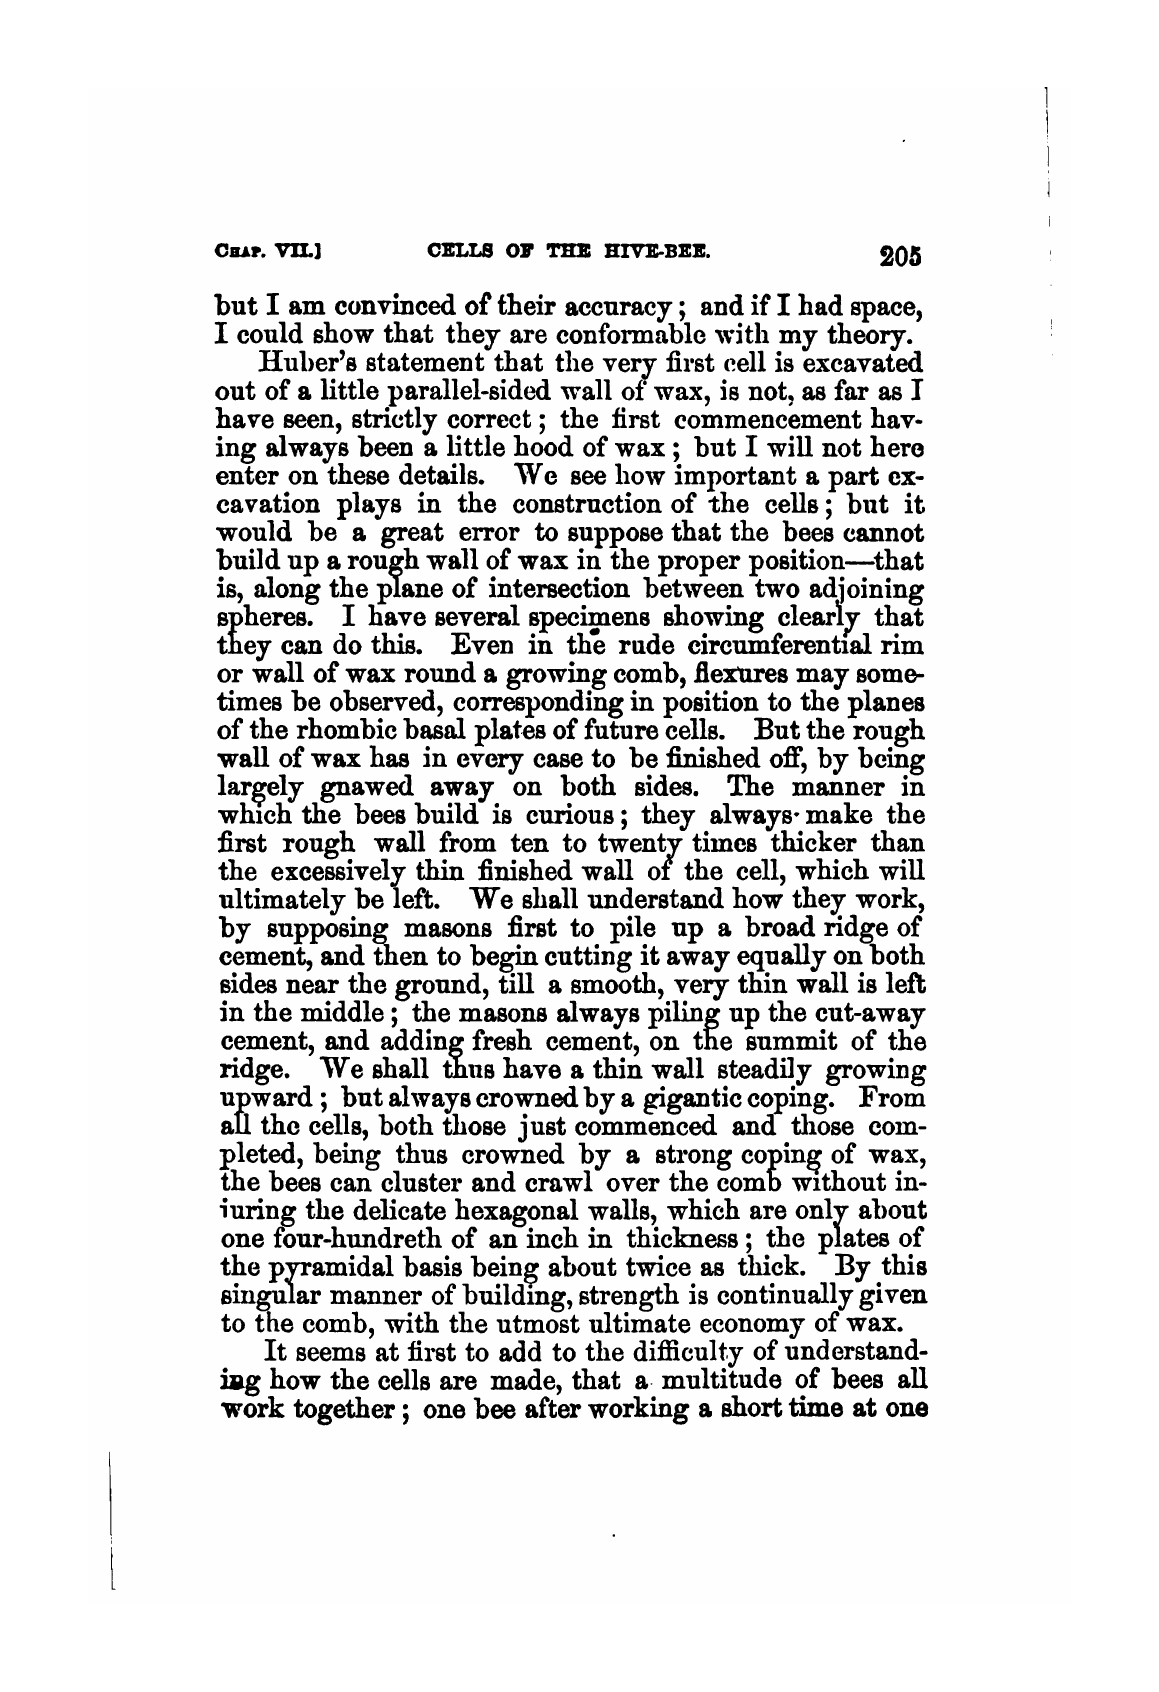 CHAP. VII.] CELLS OF THE HIVE-BEE. 205
but I am convinced of their accuracy ; and if I had space,
I could show that they are conformable with my theory.
Huber's statement that the very first cell is excavated
out of a little parallel-sided wall of wax, is not, as far as I
have seen, strictly correct ; the first commencement hav-
ing always been a little hood of wax ; but I will not here
enter on these details. We see how important a part ex-
cavation plays in the construction of the cells ; but it
would be a great error to suppose that the bees cannot
build up a rough wall of wax in the proper position—that
is, along the plane of intersection between two adjoining
spheres. I have several specimens showing clearly that
they can do this. Even in the rude circumferential rim
or wall of wax round a growing comb, flexures may some-
times be observed, corresponding in position to the planes
of the rhombic basal plates of future cells. But the rough
wall of wax has in every case to be finished off, by being
largely gnawed away on both sides. The manner in
which the bees build is curious ; they always make the
first rough wall from ten to twenty times thicker than
the excessively thin finished wall of the cell, which will
ultimately be left. We shall understand how they work,
by supposing masons first to pile up a broad ridge of
cement, and then to begin cutting it away equally on both
sides near the ground, till a smooth, very thin wall is left
in the middle ; the masons always piling up the cut-away
cement, and adding fresh cement, on the summit of the
ridge. We shall thus have a thin wall steadily growing
upward ; but always crowned by a gigantic coping. From
all the cells, both those just commenced and those com-
pleted, being thus crowned by a strong coping of wax,
the bees can cluster and crawl over the comb without in-
juring the delicate hexagonal walls, which are only about
one four-hundreth of an inch in thickness ; the plates of
the pyramidal basis being about twice as thick. By this
singular manner of building, strength is continually given
to the comb, with the utmost ultimate economy of wax.
It seems at first to add to the difficulty of understand-
ing how the cells are made, that a multitude of bees all
work together ; one bee after working a short time at one